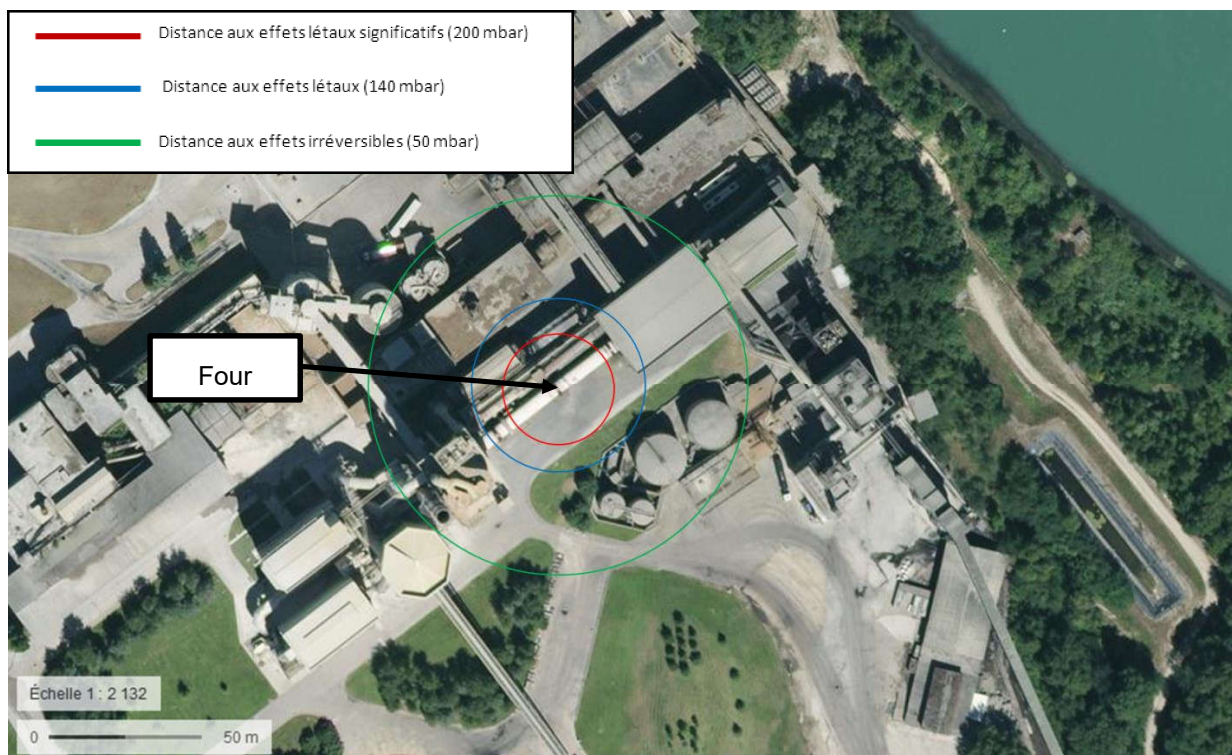 Distance aux effets létaux significatifs (200 mbar)
Distance aux effets létaux (140 mbar)
Distance aux effets irréversibles (50 mbar)
Four
Échelle 1 : 2 132
0 50 m